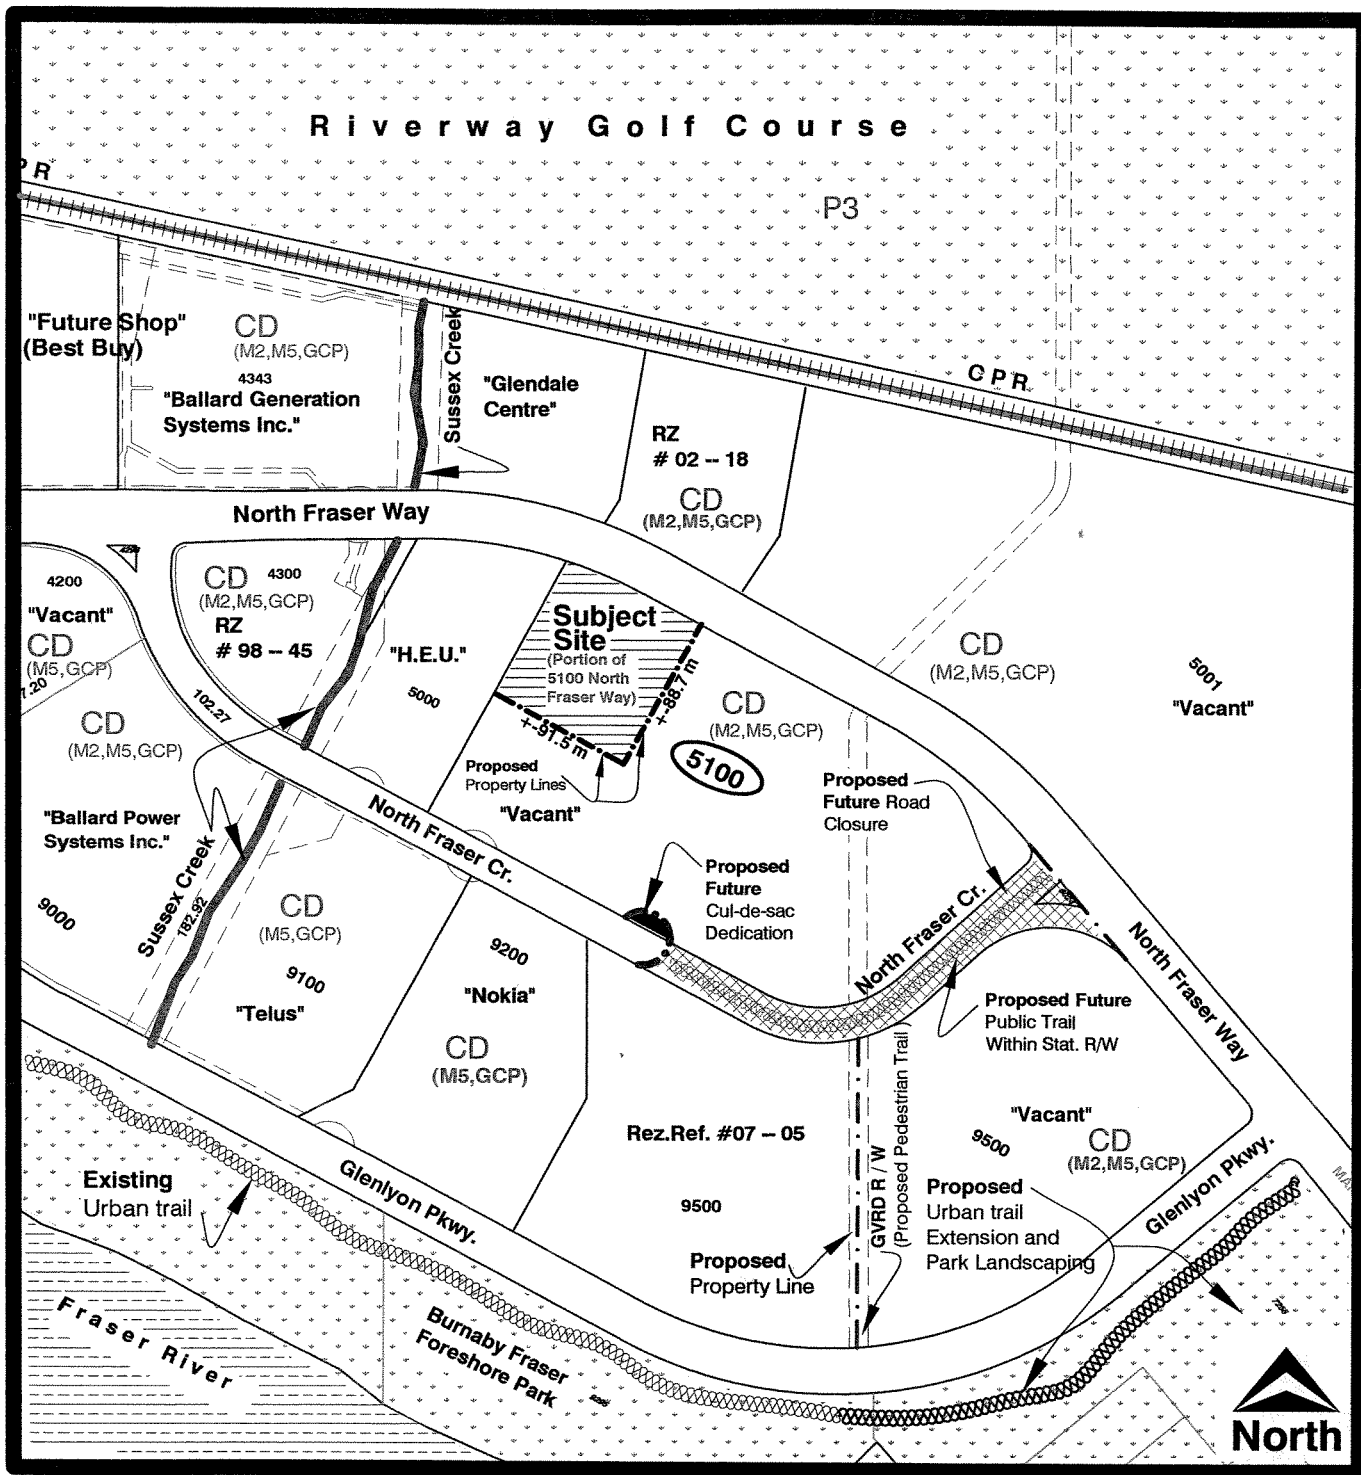 Riverway Golf Course
P3
PR
CPR
"Future Shop"
(Best Buy)
CD
(M2,M5,GCP)
4343
"Ballard Generation
Systems Inc."
Sussex Creek
"Glendale
Centre"
RZ
# 02 -- 18
CD
(M2,M5,GCP)
North Fraser Way
4200
"Vacant"
CD
(M5,GCP)
7.20
CD
(M2,M5,GCP)
CD
4300
(M2,M5,GCP)
RZ
# 98 -- 45
102.27
"H.E.U."
5000
Subject
Site
(Portion of
5100 North
Fraser Way)
+-88.7 m
+-91.5 m
Proposed
Property Lines
"Vacant"
CD
(M2,M5,GCP)
5100
CD
(M2,M5,GCP)
5001
"Vacant"
Proposed
Future Road
Closure
"Ballard Power
Systems Inc."
9000
Sussex Creek
182.92
North Fraser Cr.
CD
(M5,GCP)
9100
"Telus"
9200
"Nokia"
CD
(M5,GCP)
Proposed
Future
Cul-de-sac
Dedication
North Fraser Cr.
North Fraser Way
Proposed Future
Public Trail
Within Stat. R/W
"Vacant"
9500
CD
(M2,M5,GCP)
Rez.Ref. #07 -- 05
9500
GVRD R / W
(Proposed Pedestrian Trail )
Proposed
Property Line
Proposed
Urban trail
Extension and
Park Landscaping
Glenlyon Pkwy.
Glenlyon Pkwy.
Existing
Urban trail
Fraser River
Burnaby Fraser
Foreshore Park
North